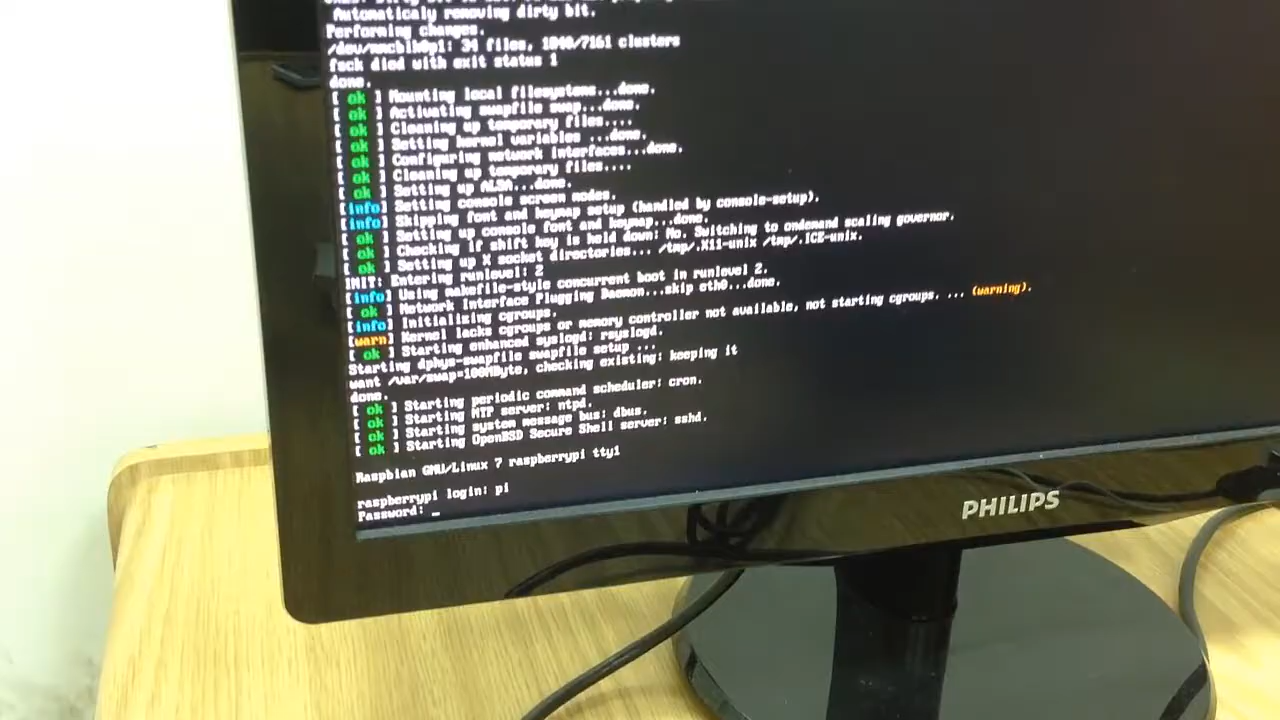 Automaticaly removing dirty bit.
Performing changes.
/dev/mmcblk0p1: 34 files, 1040/7161 clusters
fsck died with exit status 1
done.
[ ok ] Mounting local filesystems...done.
[ ok ] Activating swapfile swap...done.
[ ok ] Cleaning up temporary files....
[ ok ] Setting kernel variables ...done.
[ ok ] Configuring network interfaces...done.
[ ok ] Cleaning up temporary files....
[ ok ] Setting up ALSA...done.
[info] Setting console screen modes.
[info] Skipping font and keymap setup (handled by console-setup).
[ ok ] Setting up console font and keymap...done.
[ ok ] Checking if shift key is held down: No. Switching to ondemand scaling governor.
[ ok ] Setting up X socket directories... /tmp/.X11-unix /tmp/.ICE-unix.
INIT: Entering runlevel: 2
[info] Using makefile-style concurrent boot in runlevel 2.
[ ok ] Network Interface Plugging Daemon...skip eth0...done.
[info] Initializing cgroups.
[warn] Kernel lacks cgroups or memory controller not available, not starting cgroups. ... (warning).
[ ok ] Starting enhanced syslogd: rsyslogd.
Starting dphys-swapfile swapfile setup ...
want /var/swap=100MByte, checking existing: keeping it
done.
[ ok ] Starting periodic command scheduler: cron.
[ ok ] Starting NTP server: ntpd.
[ ok ] Starting system message bus: dbus.
[ ok ] Starting OpenBSD Secure Shell server: sshd.
Raspbian GNU/Linux 7 raspberrypi tty1
raspberrypi login: pi
Password: _
PHILIPS